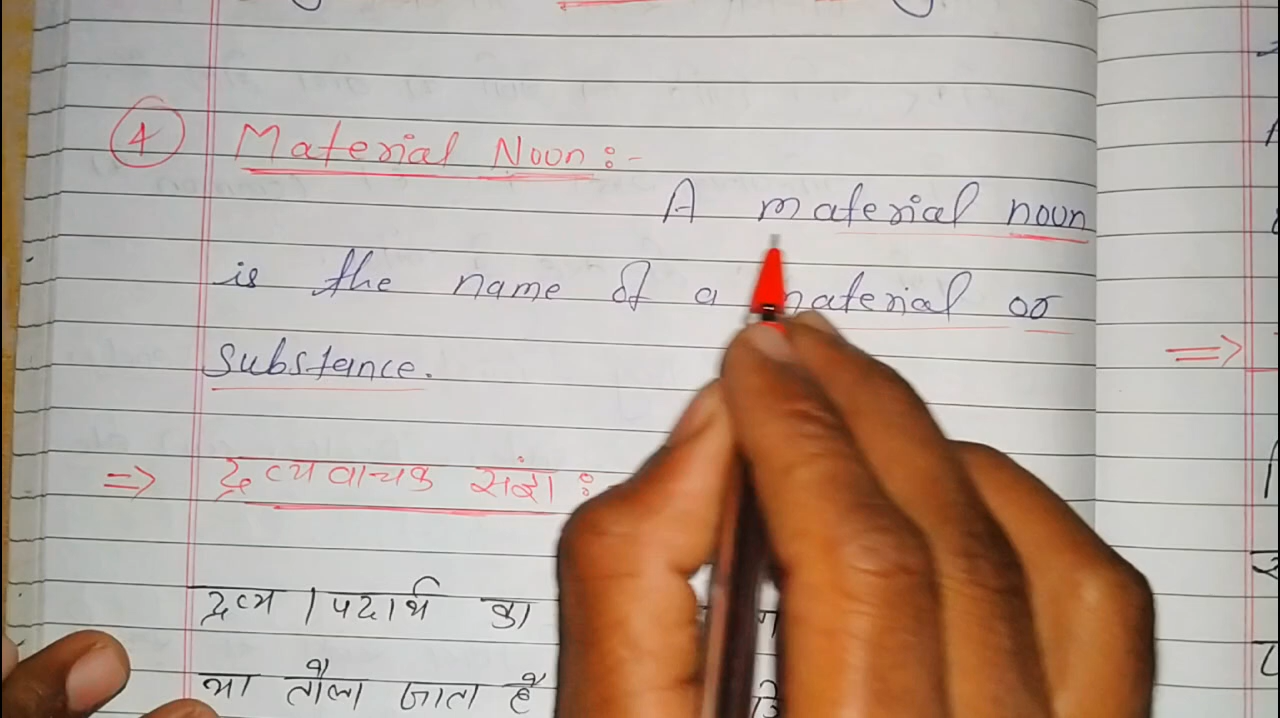 ④ Material Noun :-
A material noun
is the name of a material or
substance.
=> द्रव्यवाचक संज्ञा :
द्रव्य / पदार्थ का
या तौला जाता है
=>